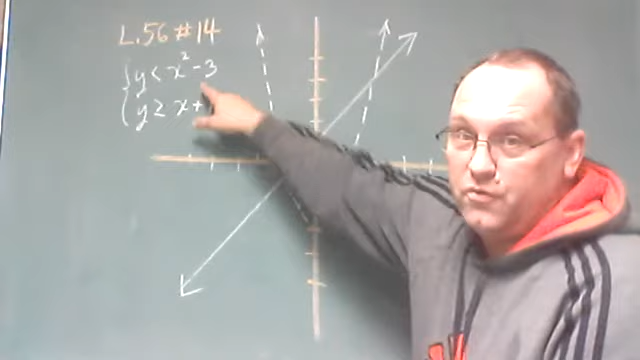 L.56 #14
y < x² - 3
y ≥ x +